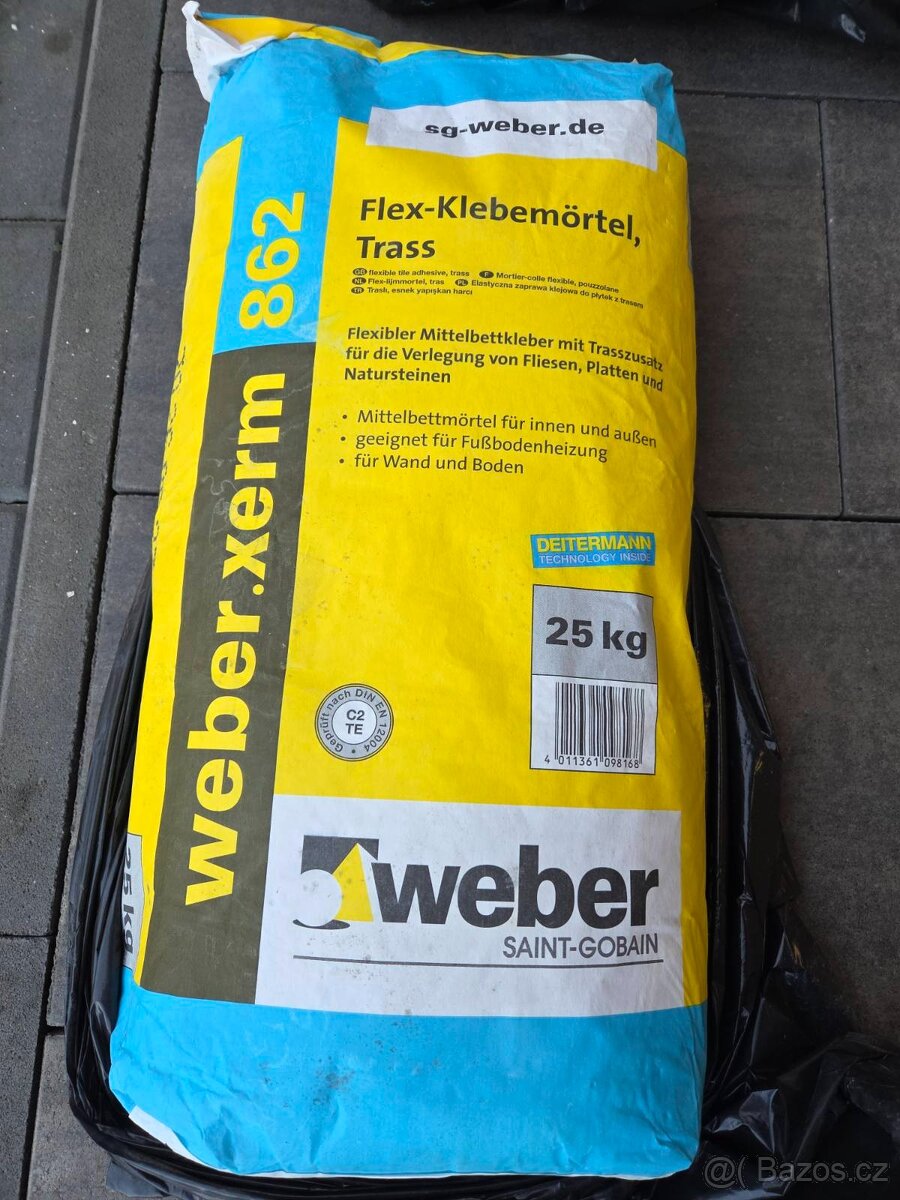 sg-weber.de
Flex-Klebemörtel,
Trass
GB flexible tile adhesive, trass F Mortier-colle flexible, pouzzolane
NL Flex-lijmmortel, tras PL Elastyczna zaprawa klejowa do płytek z trasem
TR Traslı, esnek yapışkan harcı
Flexibler Mittelbettkleber mit Trasszusatz
für die Verlegung von Fliesen, Platten und
Natursteinen
• Mittelbettmörtel für innen und außen
• geeignet für Fußbodenheizung
• für Wand und Boden
weber.xerm 862
DEITERMANN
TECHNOLOGY INSIDE
25 kg
4 011361 098168
Geprüft nach DIN EN 12004 •
C2
TE
weber
SAINT-GOBAIN
25 kg
@( Bazos.cz